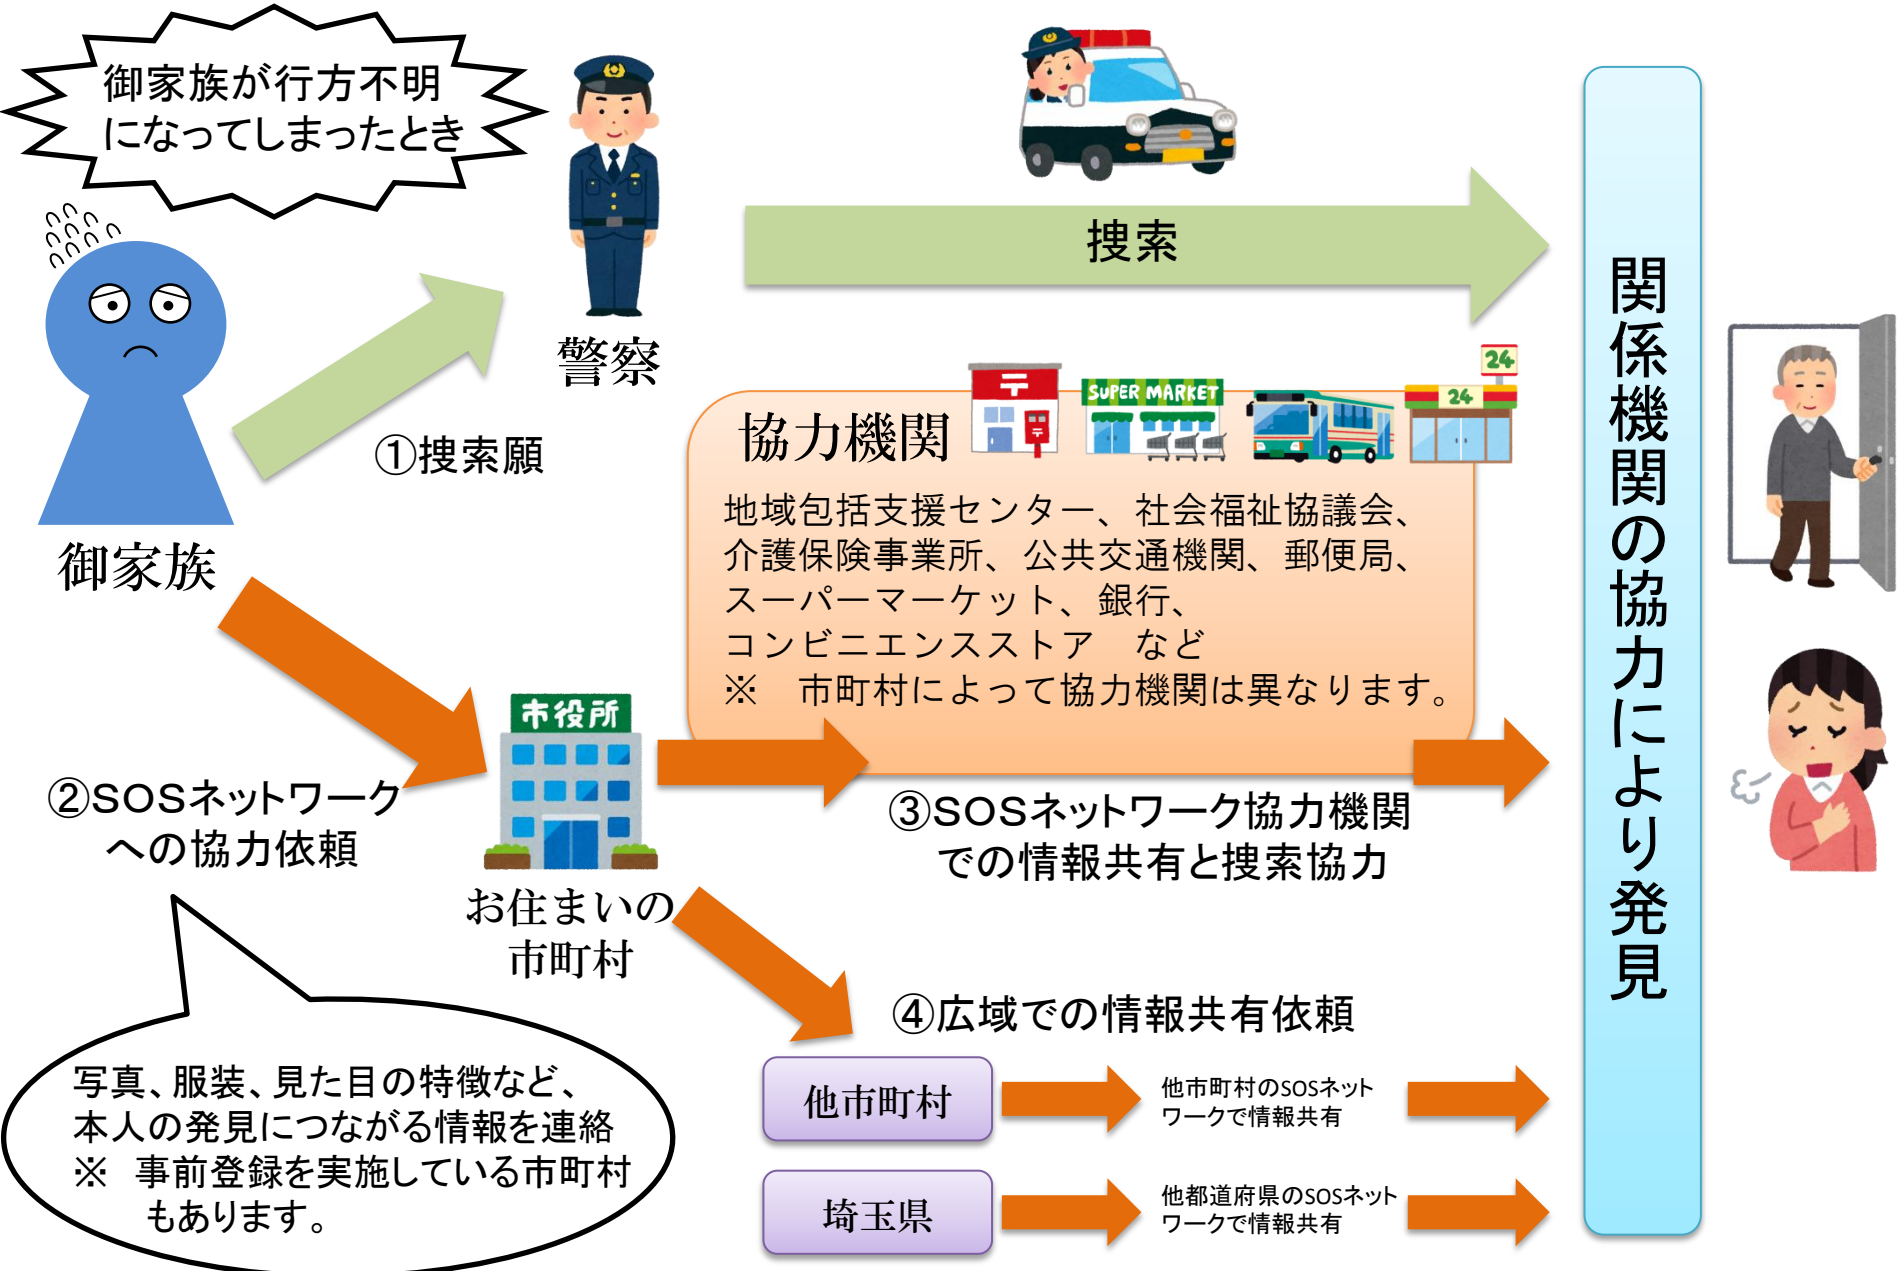 御家族が行方不明
になってしまったとき
御家族
①捜索願
警察
捜索
協力機関
〒
SUPER MARKET
24
24
地域包括支援センター、社会福祉協議会、
介護保険事業所、公共交通機関、郵便局、
スーパーマーケット、銀行、
コンビニエンスストア　など
※　市町村によって協力機関は異なります。
②SOSネットワーク
への協力依頼
市役所
お住まいの
市町村
③SOSネットワーク協力機関
での情報共有と捜索協力
④広域での情報共有依頼
写真、服装、見た目の特徴など、
本人の発見につながる情報を連絡
※　事前登録を実施している市町村
もあります。
他市町村
他市町村のSOSネット
ワークで情報共有
埼玉県
他都道府県のSOSネット
ワークで情報共有
関係機関の協力により発見